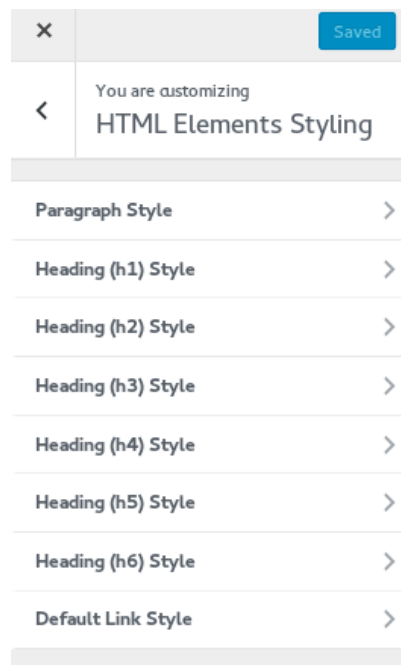 Saved
You are customizing
HTML Elements Styling
Paragraph Style
Heading (h1) Style
Heading (h2) Style
Heading (h3) Style
Heading (h4) Style
Heading (h5) Style
Heading (h6) Style
Default Link Style